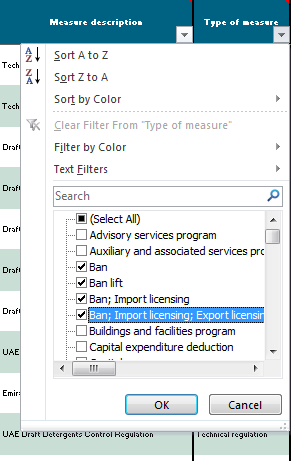 Measure description Type of measure
Sort A to Z
Sort Z to A
Sort by Color
Clear Filter From "Type of measure"
Filter by Color
Text Filters
Search
(Select All)
Advisory services program
Auxiliary and associated services pro
Ban
Ban lift
Ban; Import licensing
Ban; Import licensing; Export licensin
Buildings and facilities program
Capital expenditure deduction
OK Cancel
Tech
Tech
Draf
Draf
Draf
Draf
Draf
UAE
Emira
UAE Draft Detergents Control Regulation Technical regulation